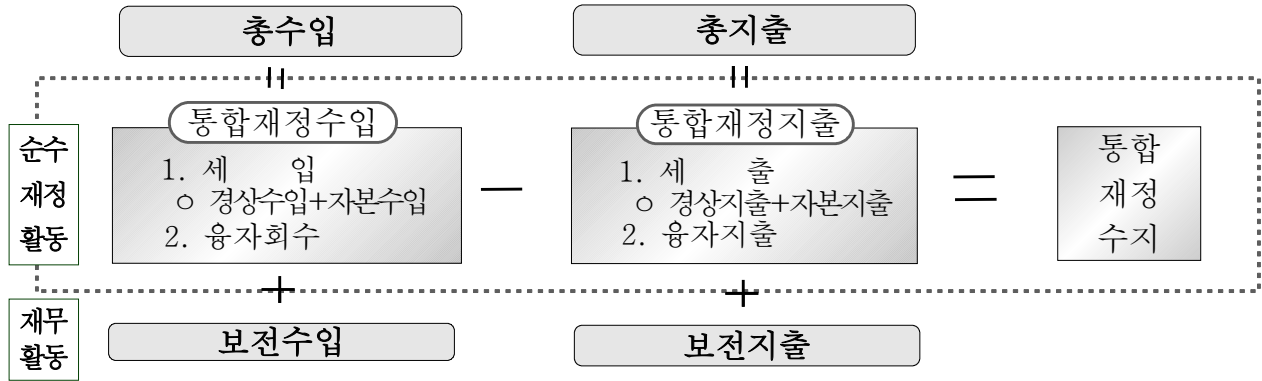 총수입
총지출
=
=
순수
재정
활동
통합재정수입
1. 세 입
ㅇ 경상수입+자본수입
2. 융자회수
－
통합재정지출
1. 세 출
ㅇ 경상지출+자본지출
2. 융자지출
=
통합
재정
수지
+
+
재무
활동
보전수입
보전지출